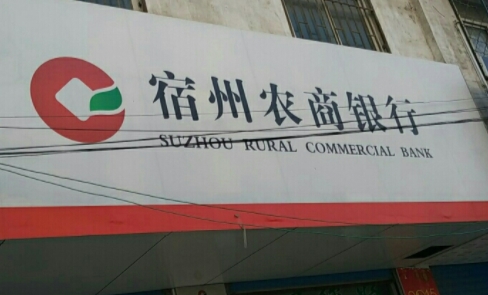 宿州农商银行
SUZHOU RURAL COMMERCIAL BANK